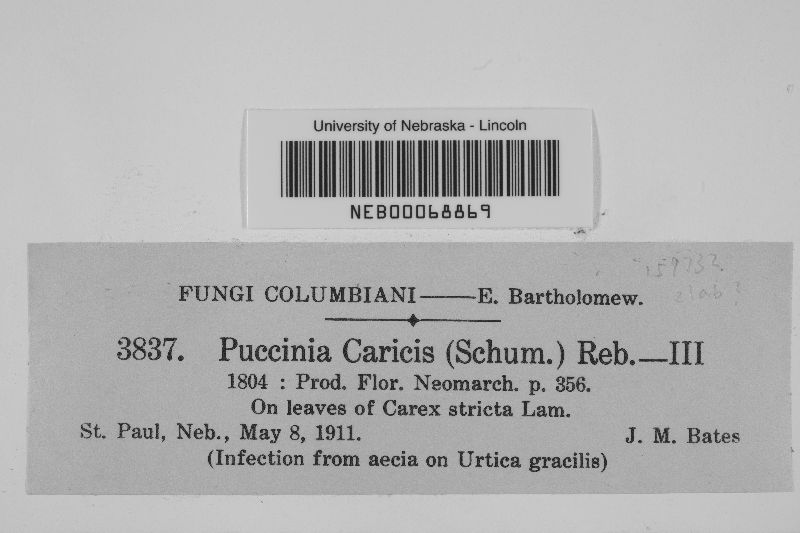 University of Nebraska - Lincoln
NEB00068869
159732
FUNGI COLUMBIANI——E. Bartholomew.
3837. Puccinia Caricis (Schum.) Reb.—III
1804 : Prod. Flor. Neomarch. p. 356.
On leaves of Carex stricta Lam.
St. Paul, Neb., May 8, 1911. J. M. Bates
(Infection from aecia on Urtica gracilis)